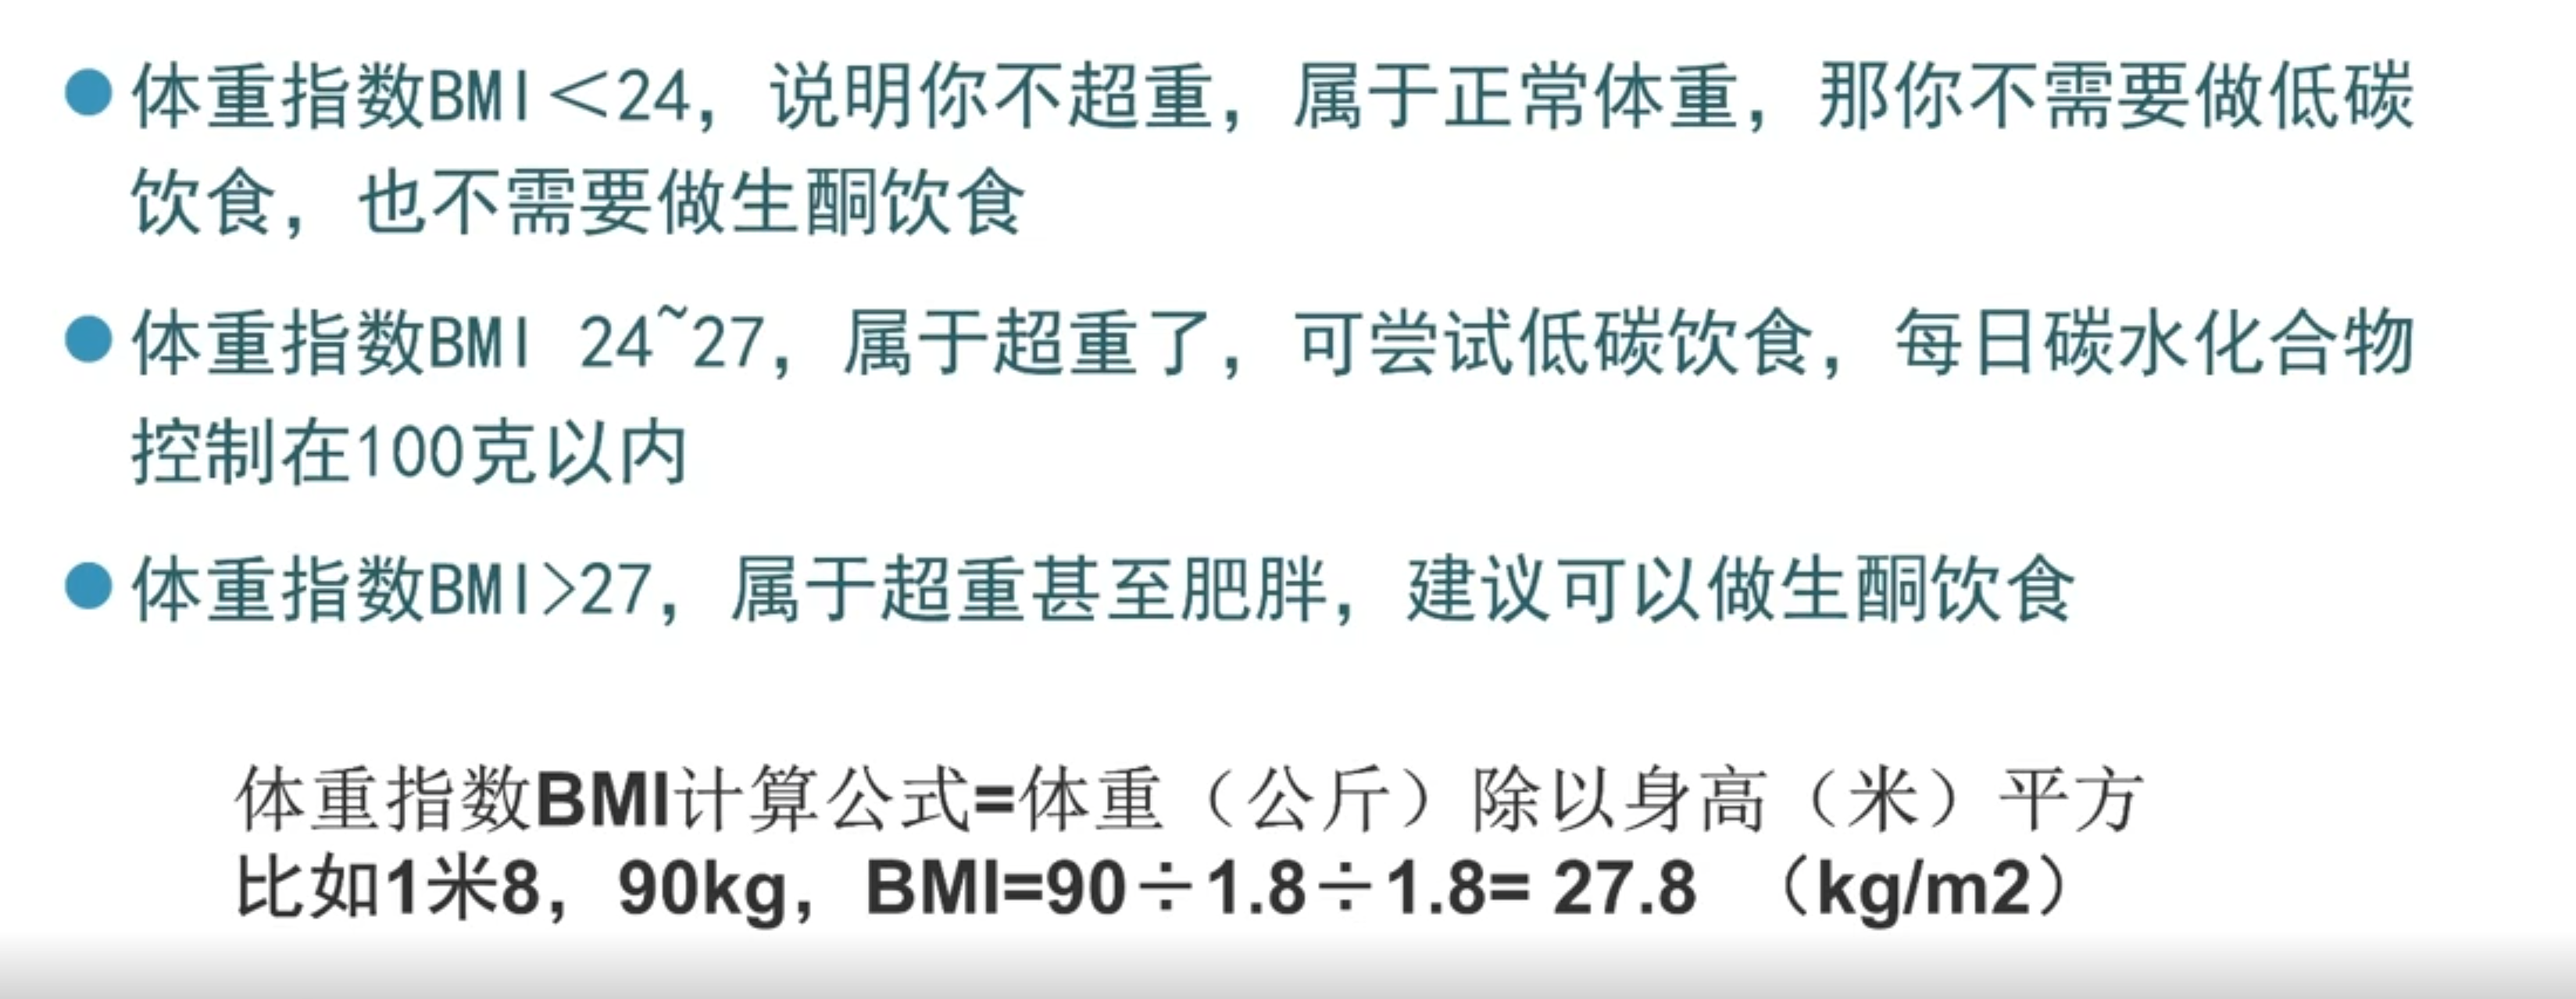 ●体重指数BMI＜24，说明你不超重，属于正常体重，那你不需要做低碳
饮食，也不需要做生酮饮食
●体重指数BMI 24~27，属于超重了，可尝试低碳饮食，每日碳水化合物
控制在100克以内
●体重指数BMI>27，属于超重甚至肥胖，建议可以做生酮饮食
体重指数BMI计算公式=体重（公斤）除以身高（米）平方
比如1米8，90kg，BMI=90÷1.8÷1.8= 27.8 （kg/m2）